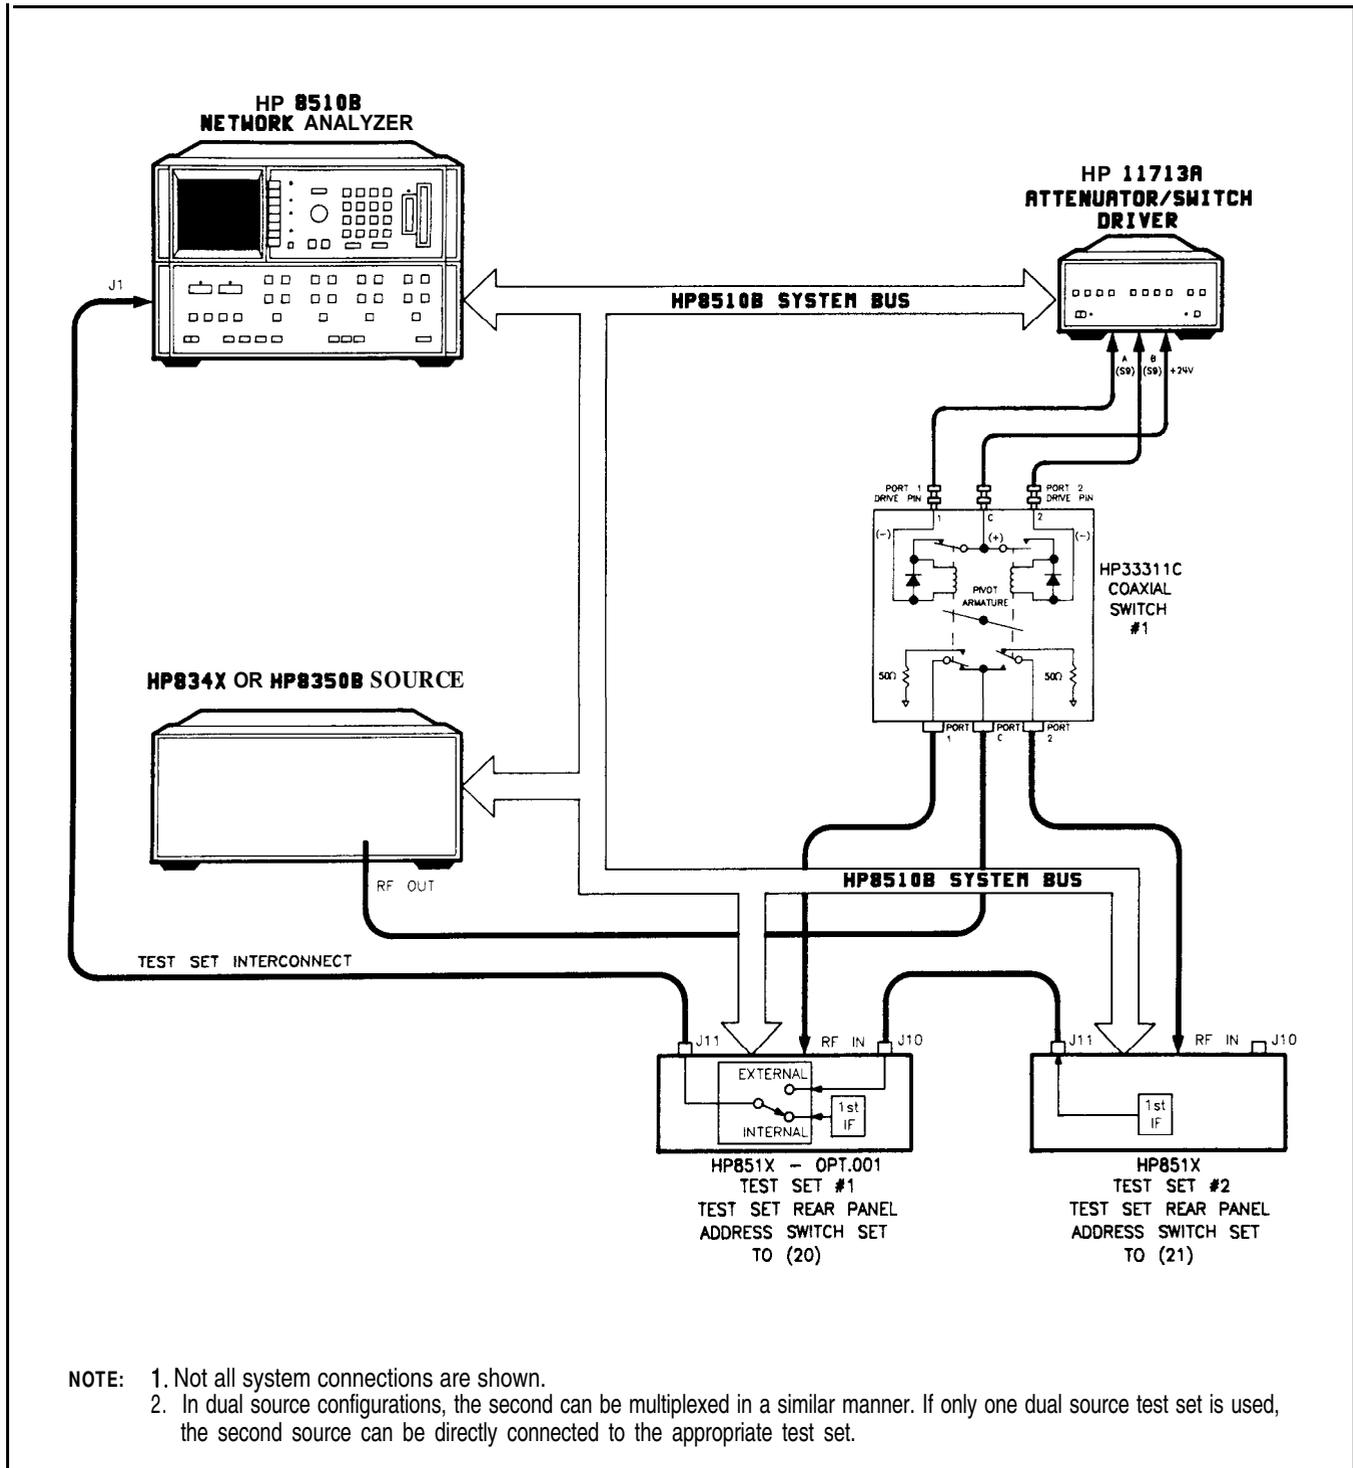 HP 8510B
NETWORK ANALYZER
HP 11713A
ATTENUATOR/SWITCH
DRIVER
J1
HP8510B SYSTEM BUS
A
(S9)
B
(S9)
+24V
PORT 1
DRIVE PIN
PORT 2
DRIVE PIN
1
C
2
(-)
(+)
(-)
PIVOT
ARMATURE
HP33311C
COAXIAL
SWITCH
#1
50Ω
50Ω
PORT
1
PORT
C
PORT
2
HP834X OR HP8350B SOURCE
RF OUT
HP8510B SYSTEM BUS
TEST SET INTERCONNECT
J11
RF IN
J10
J11
RF IN
J10
EXTERNAL
INTERNAL
1st
IF
1st
IF
HP851X - OPT.001
TEST SET #1
TEST SET REAR PANEL
ADDRESS SWITCH SET
TO (20)
HP851X
TEST SET #2
TEST SET REAR PANEL
ADDRESS SWITCH SET
TO (21)
NOTE: 1. Not all system connections are shown.
2. In dual source configurations, the second can be multiplexed in a similar manner. If only one dual source test set is used,
the second source can be directly connected to the appropriate test set.